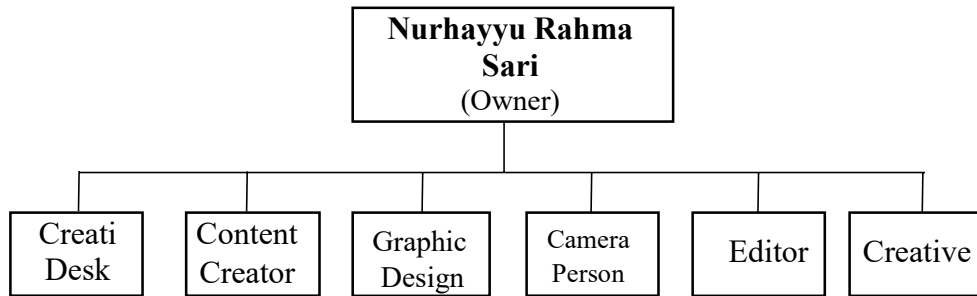 Nurhayyu Rahma
Sari
(Owner)
Creati
Desk
Content
Creator
Graphic
Design
Camera
Person
Editor
Creative